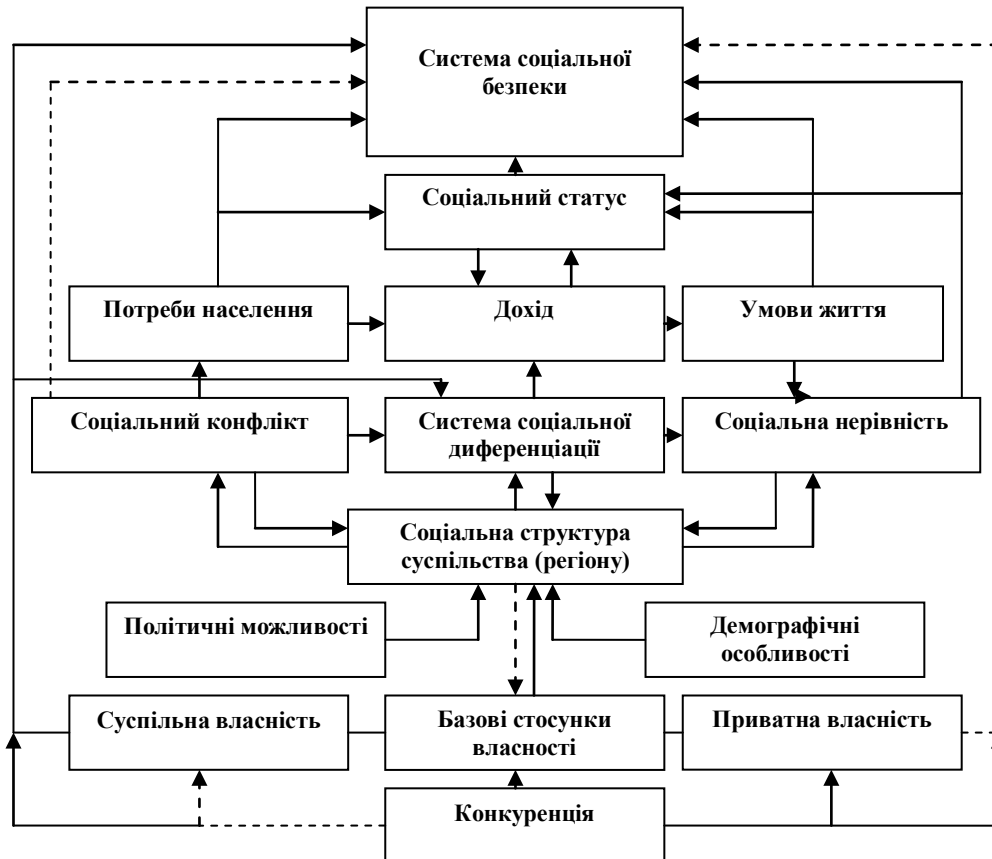 Система соціальної
безпеки
Соціальний статус
Потреби населення
Дохід
Умови життя
Соціальний конфлікт
Система соціальної
диференціації
Соціальна нерівність
Соціальна структура
суспільства (регіону)
Політичні можливості
Демографічні
особливості
Суспільна власність
Базові стосунки
власності
Приватна власність
Конкуренція